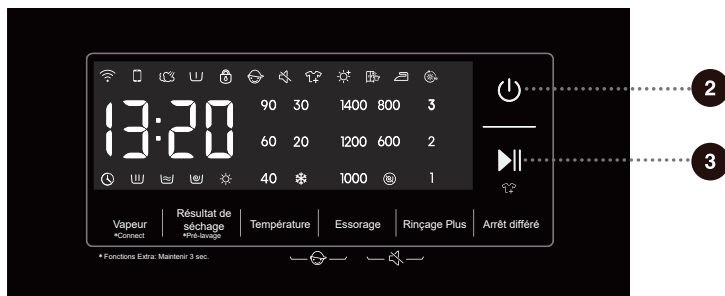 90 30 1400 800 3
13:20
60 20 1200 600 2
40 1000 1
Vapeur
*Connect
Résultat de
séchage
*Pré-lavage
Température
Essorage
Rinçage Plus
Arrêt différé
* Fonctions Extra: Maintenir 3 sec.
2
3